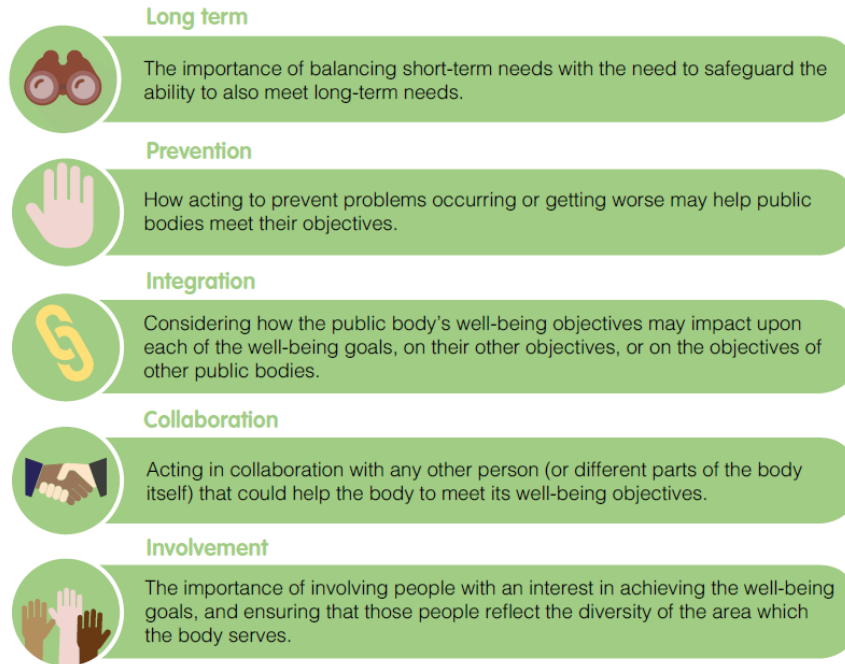 Long term
The importance of balancing short-term needs with the need to safeguard the
ability to also meet long-term needs.
Prevention
How acting to prevent problems occurring or getting worse may help public
bodies meet their objectives.
Integration
Considering how the public body's well-being objectives may impact upon
each of the well-being goals, on their other objectives, or on the objectives of
other public bodies.
Collaboration
Acting in collaboration with any other person (or different parts of the body
itself) that could help the body to meet its well-being objectives.
Involvement
The importance of involving people with an interest in achieving the well-being
goals, and ensuring that those people reflect the diversity of the area which
the body serves.